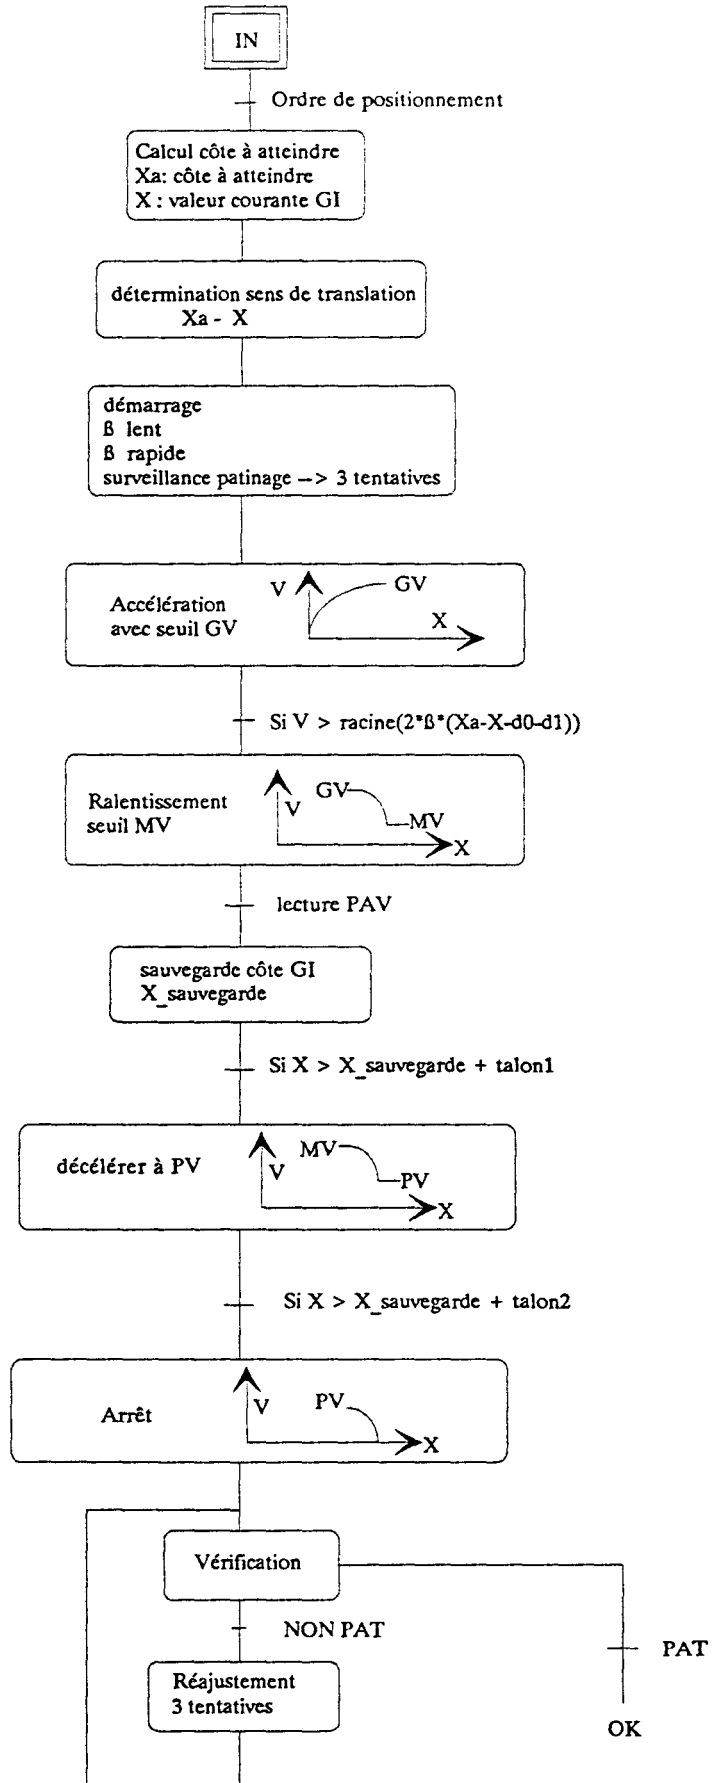 IN
Ordre de positionnement
Calcul côte à atteindre
Xa: côte à atteindre
X : valeur courante GI
détermination sens de translation
Xa - X
démarrage
ß lent
ß rapide
surveillance patinage --> 3 tentatives
Accélération
avec seuil GV
V
GV
X
Si V > racine(2*ß*(Xa-X-d0-d1))
Ralentissement
seuil MV
V
GV
MV
X
lecture PAV
sauvegarde côte GI
X_sauvegarde
Si X > X_sauvegarde + talon1
décélérer à PV
V
MV
PV
X
Si X > X_sauvegarde + talon2
Arrêt
V
PV
X
Vérification
NON PAT
PAT
Réajustement
3 tentatives
OK